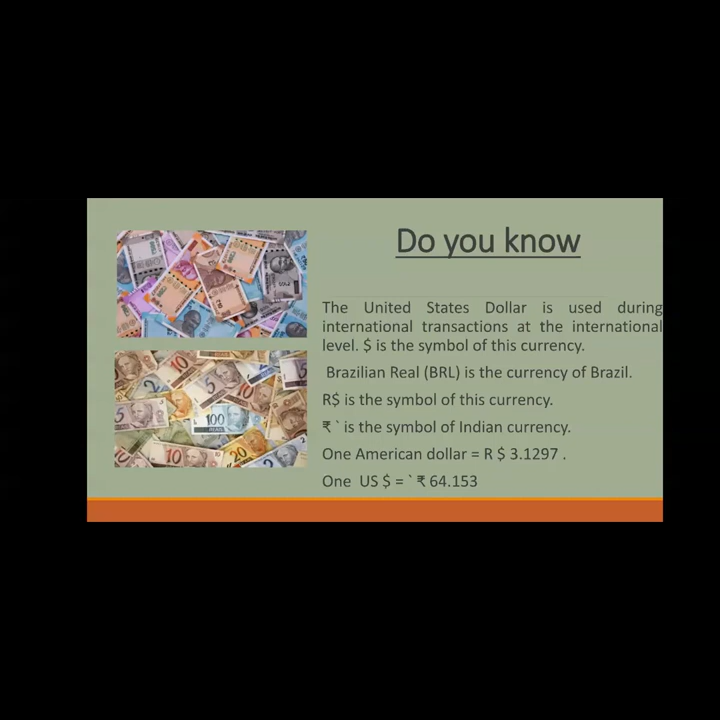 Do you know
The United States Dollar is used during
international transactions at the international
level. $ is the symbol of this currency.
Brazilian Real (BRL) is the currency of Brazil.
R$ is the symbol of this currency.
₹ ` is the symbol of Indian currency.
One American dollar = R $ 3.1297 .
One US $ = ` ₹ 64.153